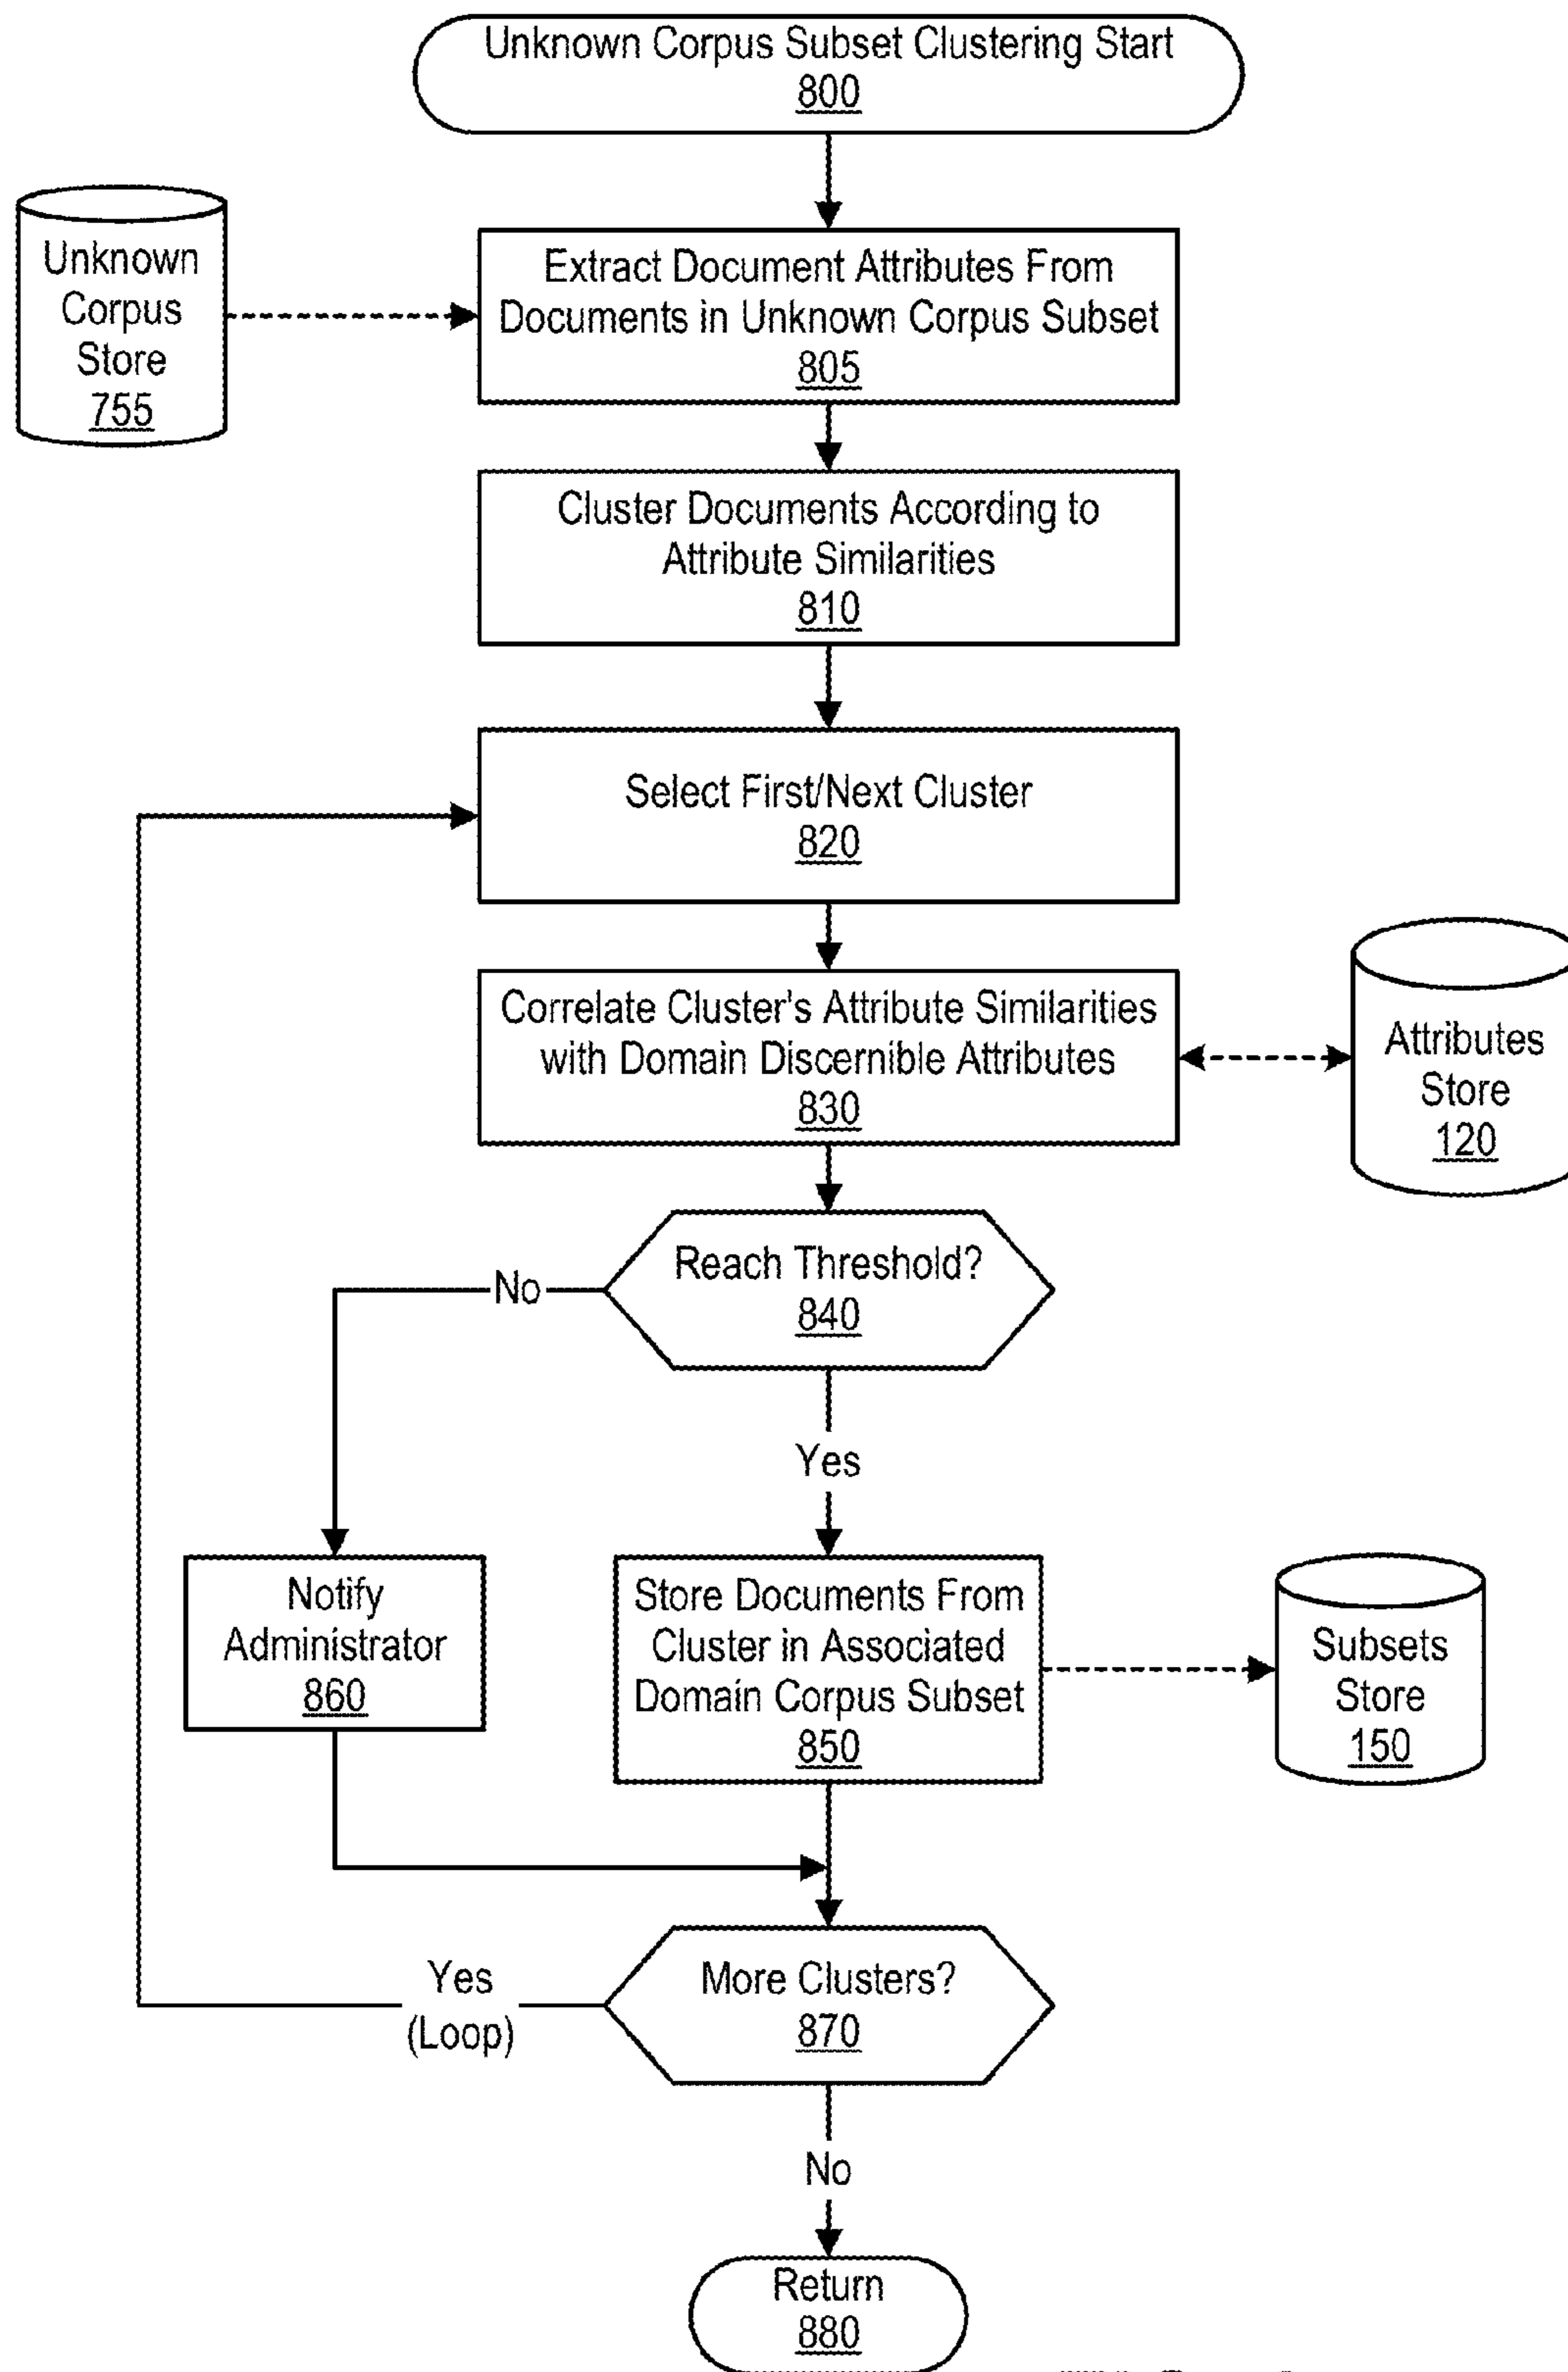 Unknown Corpus Subset Clustering Start
800
Unknown
Corpus
Store
755
Extract Document Attributes From
Documents in Unknown Corpus Subset
805
Cluster Documents According to
Attribute Similarities
810
Select First/Next Cluster
820
Correlate Cluster's Attribute Similarities
with Domain Discernible Attributes
830
Attributes
Store
120
Reach Threshold?
840
No
Yes
Notify
Administrator
860
Store Documents From
Cluster in Associated
Domain Corpus Subset
850
Subsets
Store
150
More Clusters?
870
Yes
(Loop)
No
Return
880